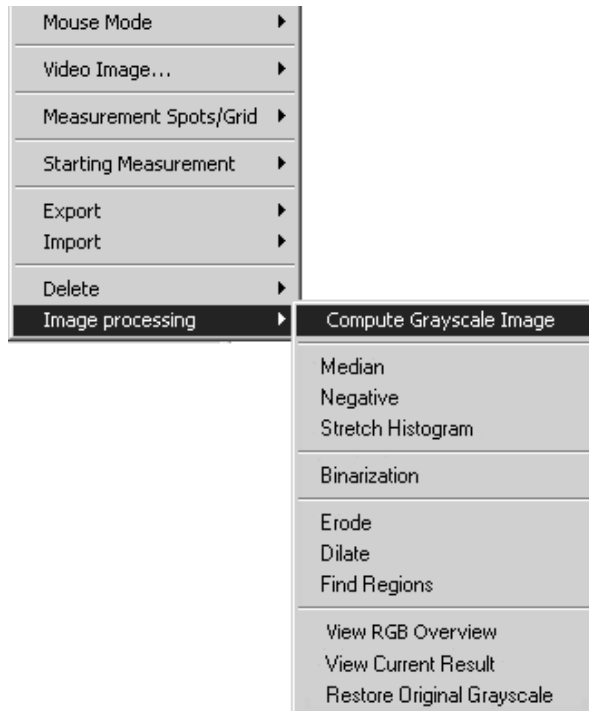 Mouse Mode
Video Image...
Measurement Spots/Grid
Starting Measurement
Export
Import
Delete
Image processing
Compute Grayscale Image
Median
Negative
Stretch Histogram
Binarization
Erode
Dilate
Find Regions
View RGB Overview
View Current Result
Restore Original Grayscale